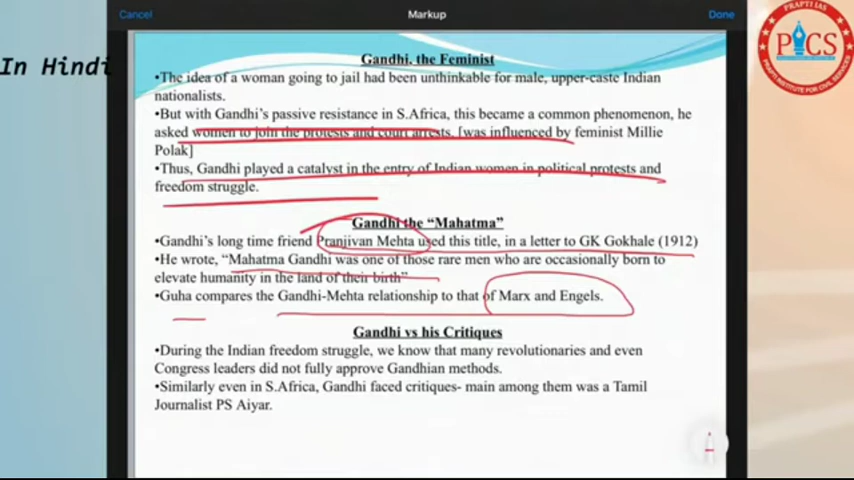 Cancel
Markup
Done
PRAPTI IAS
PiCS
PRAPTI INSTITUTE FOR CIVIL SERVICES
In Hindi
Gandhi, the Feminist
•The idea of a woman going to jail had been unthinkable for male, upper-caste Indian
nationalists.
•But with Gandhi's passive resistance in S.Africa, this became a common phenomenon, he
asked women to join the protests and court arrests. [was influenced by feminist Millie
Polak]
•Thus, Gandhi played a catalyst in the entry of Indian women in political protests and
freedom struggle.
Gandhi the “Mahatma”
•Gandhi's long time friend Pranjivan Mehta used this title, in a letter to GK Gokhale (1912)
•He wrote, “Mahatma Gandhi was one of those rare men who are occasionally born to
elevate humanity in the land of their birth”
•Guha compares the Gandhi-Mehta relationship to that of Marx and Engels.
Gandhi vs his Critiques
•During the Indian freedom struggle, we know that many revolutionaries and even
Congress leaders did not fully approve Gandhian methods.
•Similarly even in S.Africa, Gandhi faced critiques- main among them was a Tamil
Journalist PS Aiyar.